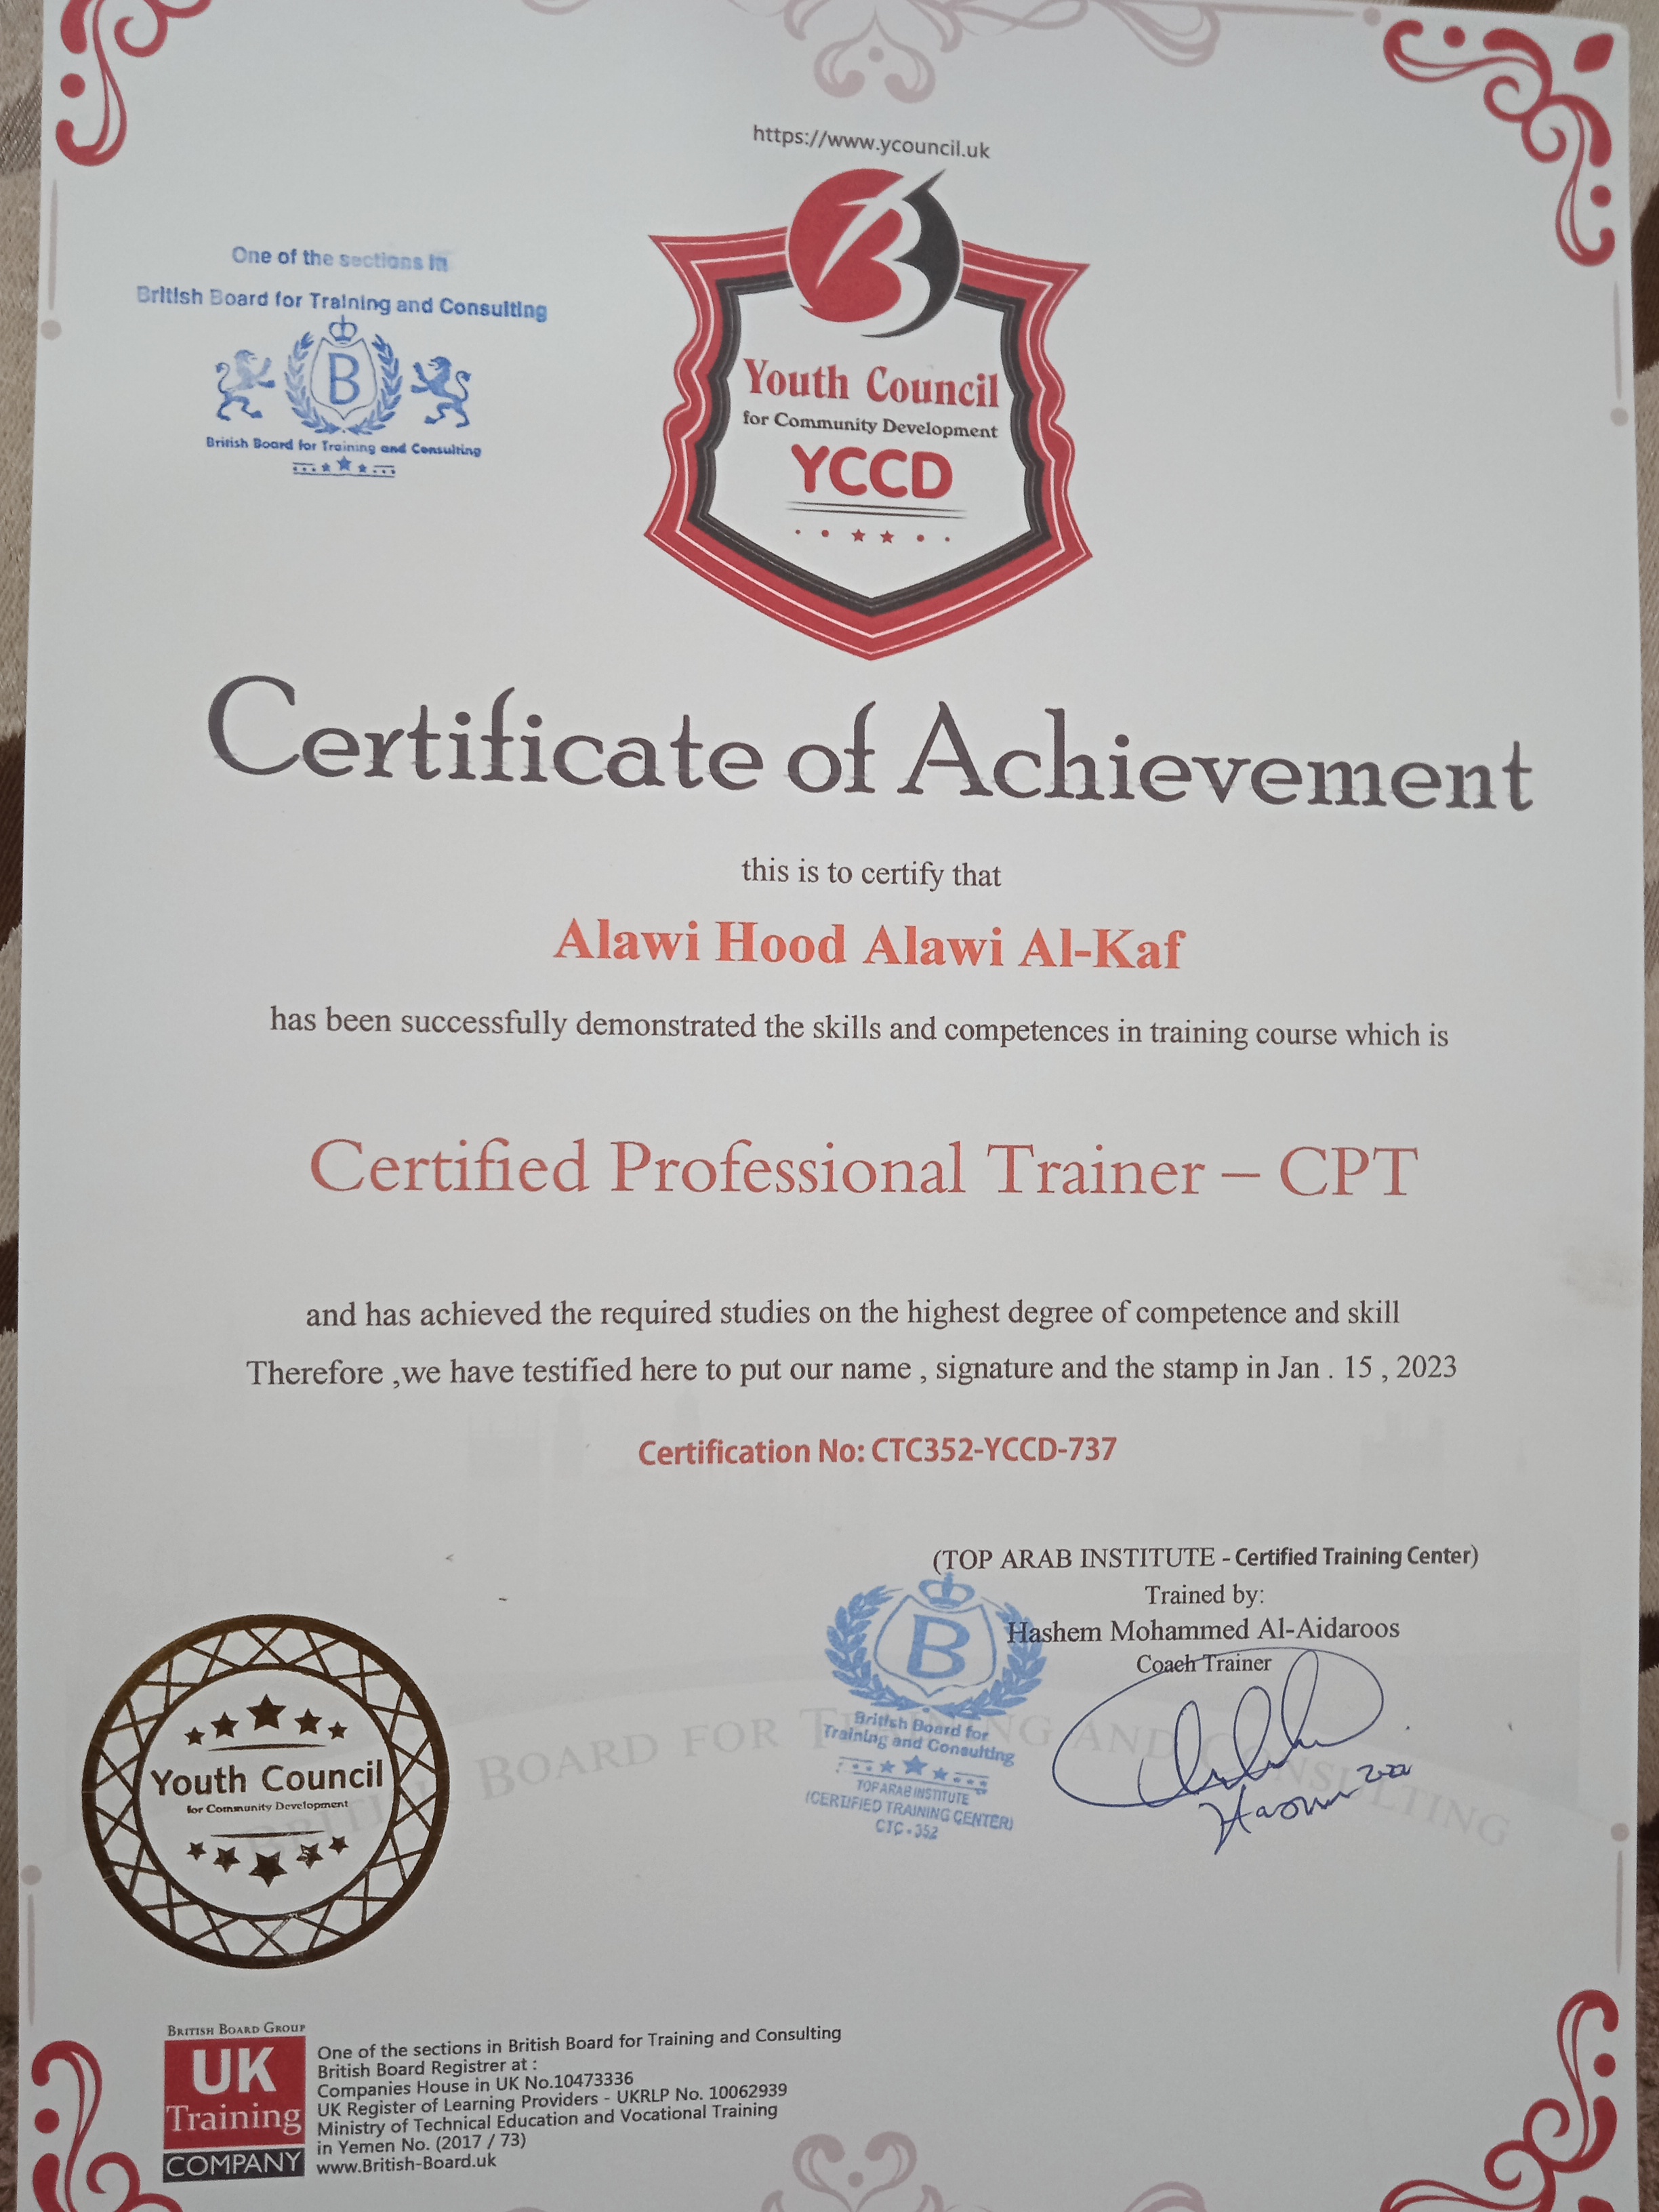 https://www.ycouncil.uk
One of the sections in
British Board for Training and Consulting
B
British Board for Training and Consulting
B
Youth Council
for Community Development
YCCD
Certificate of Achievement
this is to certify that
Alawi Hood Alawi Al-Kaf
has been successfully demonstrated the skills and competences in training course which is
Certified Professional Trainer – CPT
and has achieved the required studies on the highest degree of competence and skill
Therefore ,we have testified here to put our name , signature and the stamp in Jan . 15 , 2023
Certification No: CTC352-YCCD-737
(TOP ARAB INSTITUTE - Certified Training Center)
Trained by:
Hashem Mohammed Al-Aidaroos
Coach Trainer
B
British Board for
Training and Consulting
TOP ARAB INSTITUTE
(CERTIFIED TRAINING CENTER)
CTC-352
BRITISH BOARD FOR TRAINING AND CONSULTING
Youth Council
for Community Development
BRITISH BOARD GROUP
UK
Training
COMPANY
One of the sections in British Board for Training and Consulting
British Board Registrer at :
Companies House in UK No.10473336
UK Register of Learning Providers - UKRLP No. 10062939
Ministry of Technical Education and Vocational Training
in Yemen No. (2017 / 73)
www.British-Board.uk